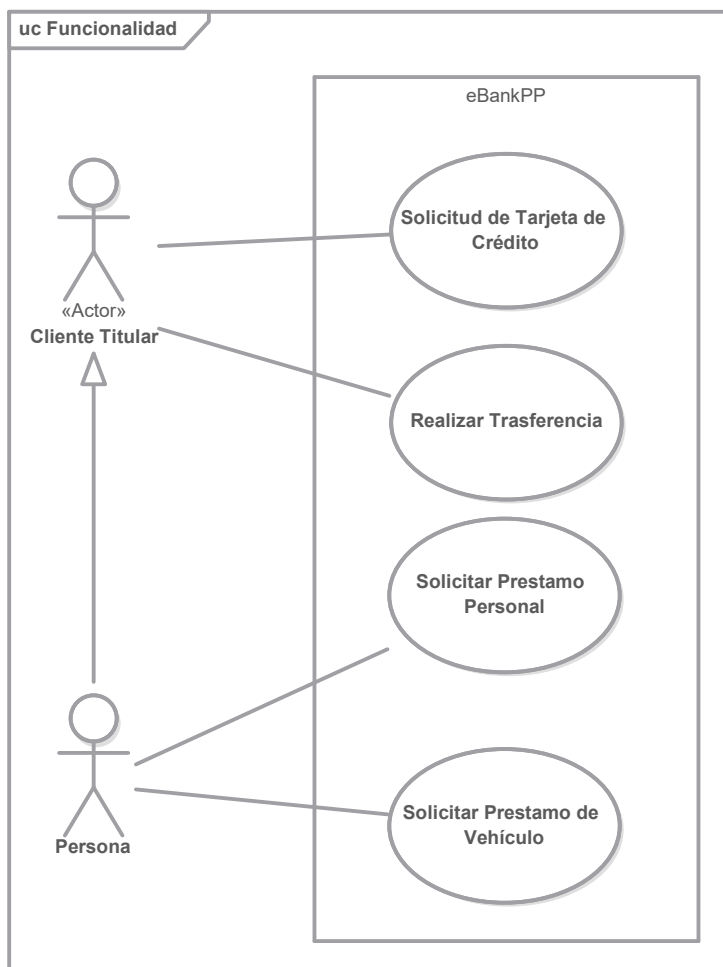 uc Funcionalidad
eBankPP
Solicitud de Tarjeta de
Crédito
«Actor»
Cliente Titular
Realizar Trasferencia
Solicitar Prestamo
Personal
Solicitar Prestamo de
Vehículo
Persona